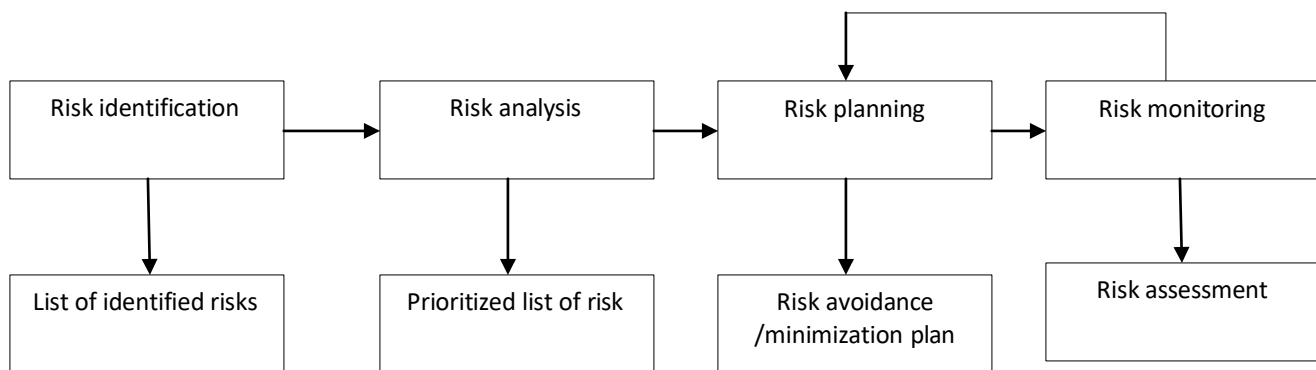 Risk identification
Risk analysis
Risk planning
Risk monitoring
List of identified risks
Prioritized list of risk
Risk avoidance
/minimization plan
Risk assessment